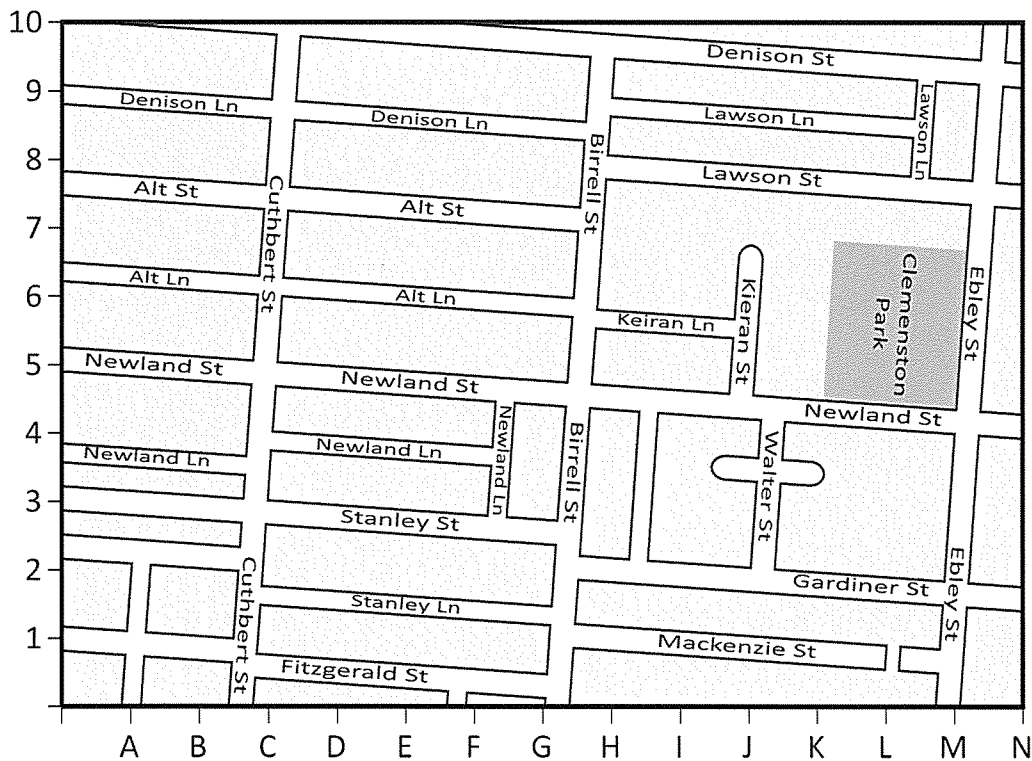 10
Denison St
9
Denison Ln
Denison Ln
Lawson Ln
Lawson Ln
8
Birrell St
Alt St
Alt St
Lawson St
Cuthbert St
7
6
Alt Ln
Alt Ln
Keiran Ln
Kieran St
Clemenston
Park
Ebley St
5
Newland St
Newland St
Newland St
4
Newland Ln
Newland Ln
Newland Ln
Birrell St
Walter St
3
Stanley St
2
Cuthbert St
Gardiner St
Ebley St
Stanley Ln
1
Mackenzie St
Fitzgerald St
A B C D E F G H I J K L M N